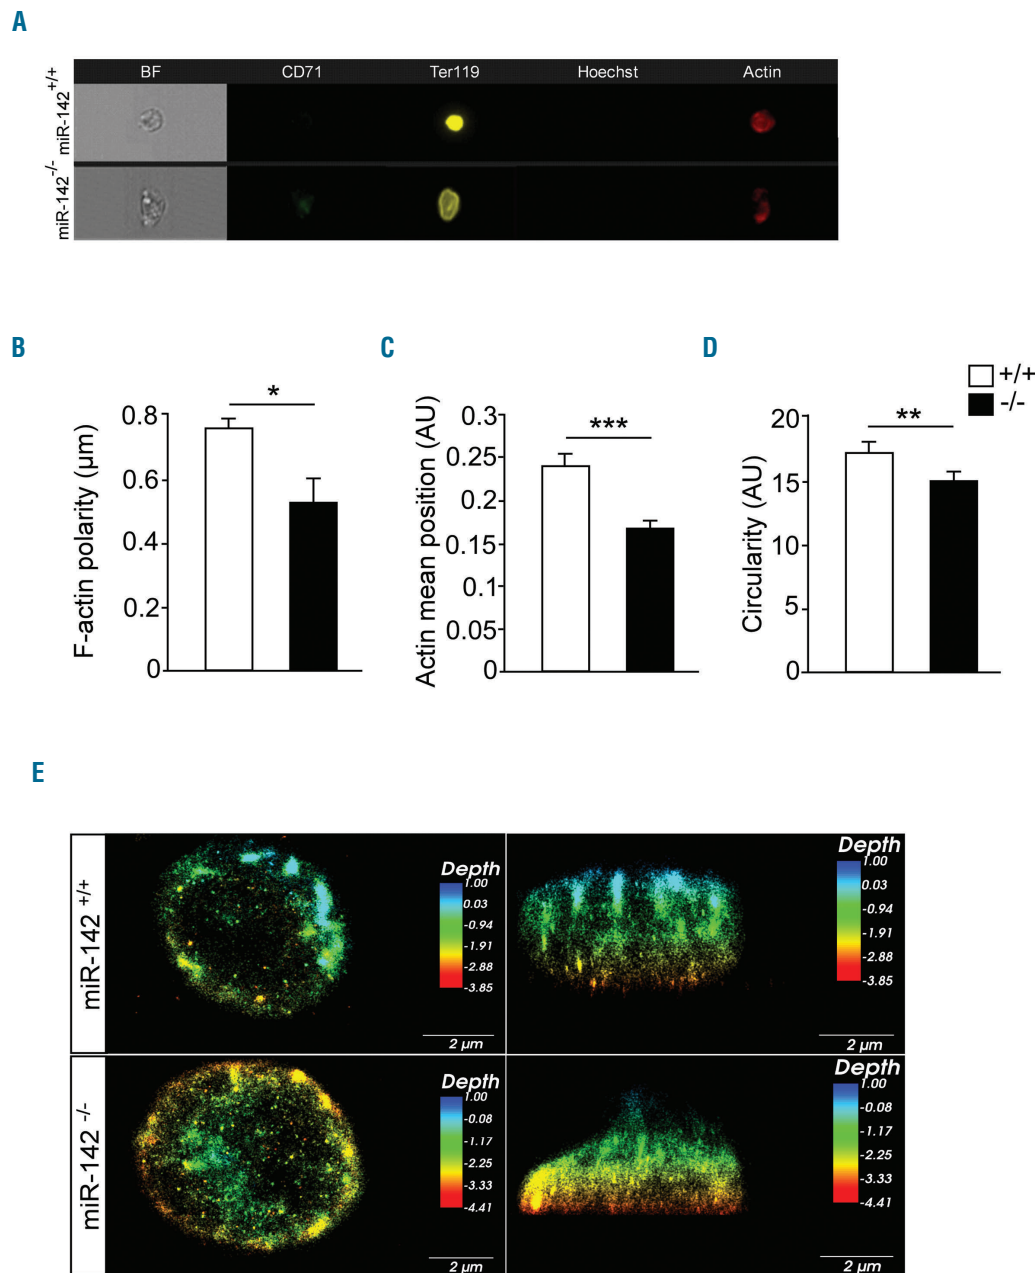 A
BF CD71 Ter119 Hoechst Actin
miR-142+/+
miR-142-/-
B
*
F-actin polarity (µm)
0.8
0.6
0.4
0.2
0
C
***
Actin mean position (AU)
0.3
0.25
0.2
0.15
0.1
0.05
0
D
+/+
-/-
**
Circularity (AU)
20
15
10
5
0
E
miR-142 +/+
Depth
1.00
0.03
-0.94
-1.91
-2.88
-3.85
2 µm
Depth
1.00
0.03
-0.94
-1.91
-2.88
-3.85
2 µm
miR-142 -/-
Depth
1.00
-0.08
-1.17
-2.25
-3.33
-4.41
2 µm
Depth
1.00
-0.08
-1.17
-2.25
-3.33
-4.41
2 µm